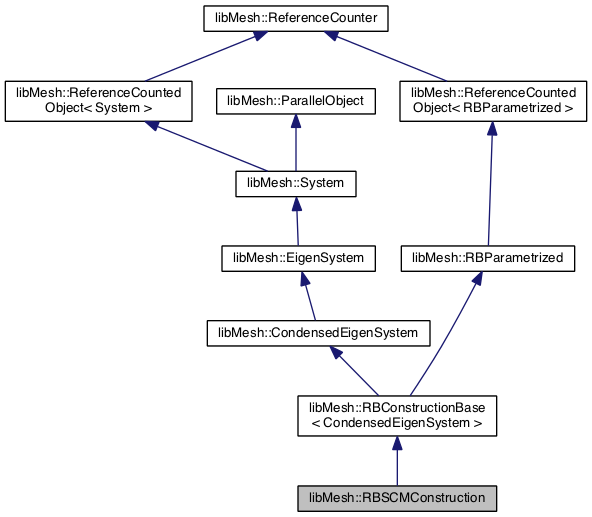 libMesh::ReferenceCounter
libMesh::ReferenceCounted
Object< System >
libMesh::ParallelObject
libMesh::ReferenceCounted
Object< RBParametrized >
libMesh::System
libMesh::EigenSystem
libMesh::RBParametrized
libMesh::CondensedEigenSystem
libMesh::RBConstructionBase
< CondensedEigenSystem >
libMesh::RBSCMConstruction